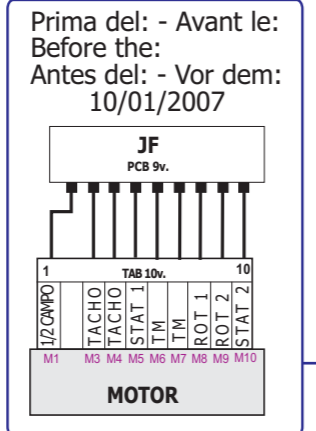 Prima del: - Avant le:
Before the:
Antes del: - Vor dem:
10/01/2007
JF
PCB 9v.
1 TAB 10v. 10
1/2 CAMPO TACHO TACHO STAT 1 TM TM ROT 1 ROT 2 STAT 2
M1 M3 M4 M5 M6 M7 M8 M9 M10
MOTOR